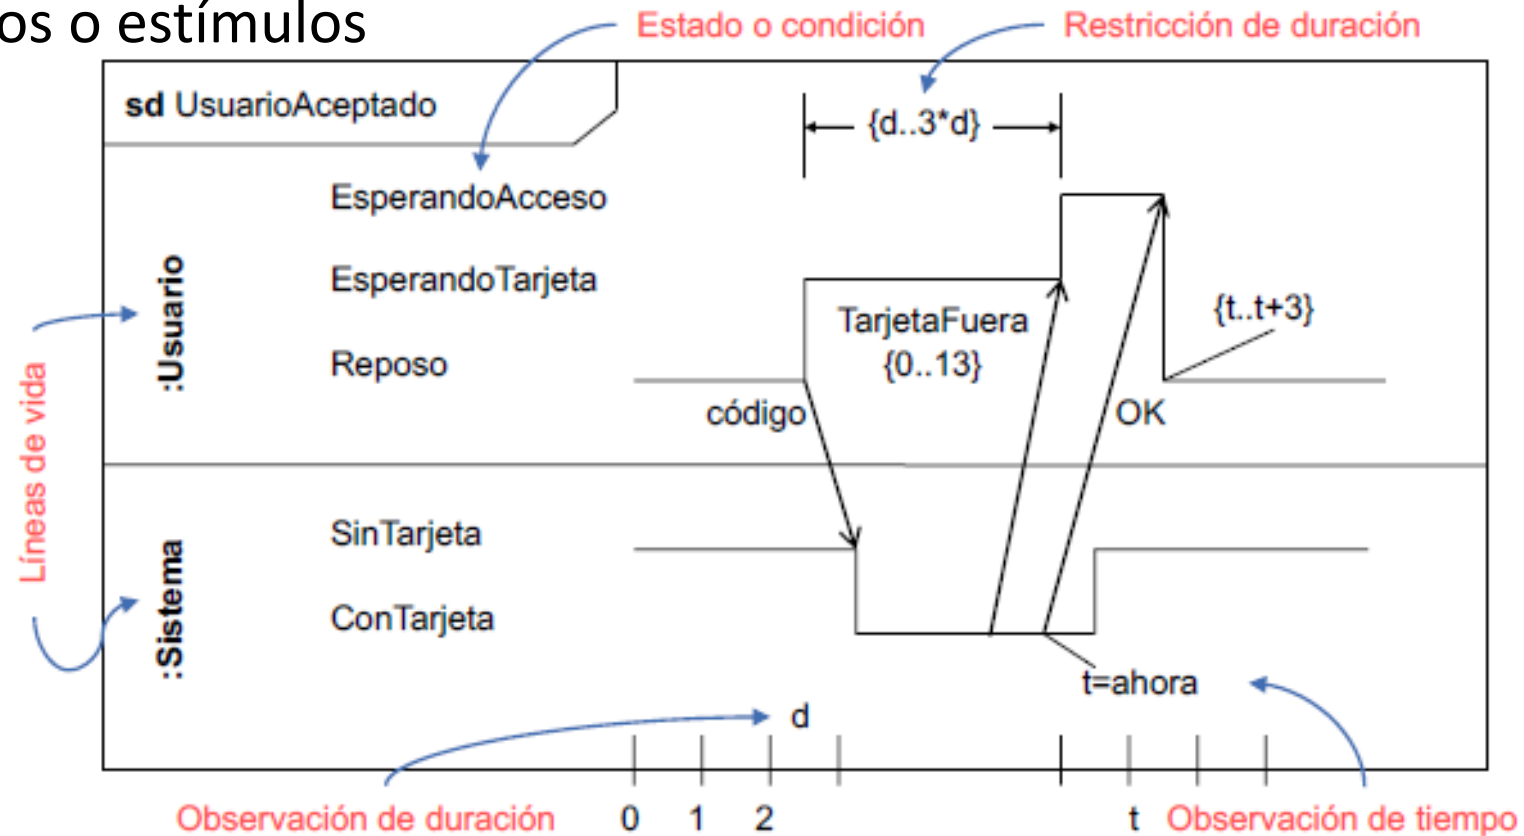 os o estímulos
Estado o condición
Restricción de duración
sd UsuarioAceptado
{d..3*d}
EsperandoAcceso
EsperandoTarjeta
Reposo
:Usuario
TarjetaFuera
{0..13}
{t..t+3}
código
OK
Líneas de vida
SinTarjeta
ConTarjeta
:Sistema
t=ahora
d
Observación de duración
0 1 2 t
Observación de tiempo